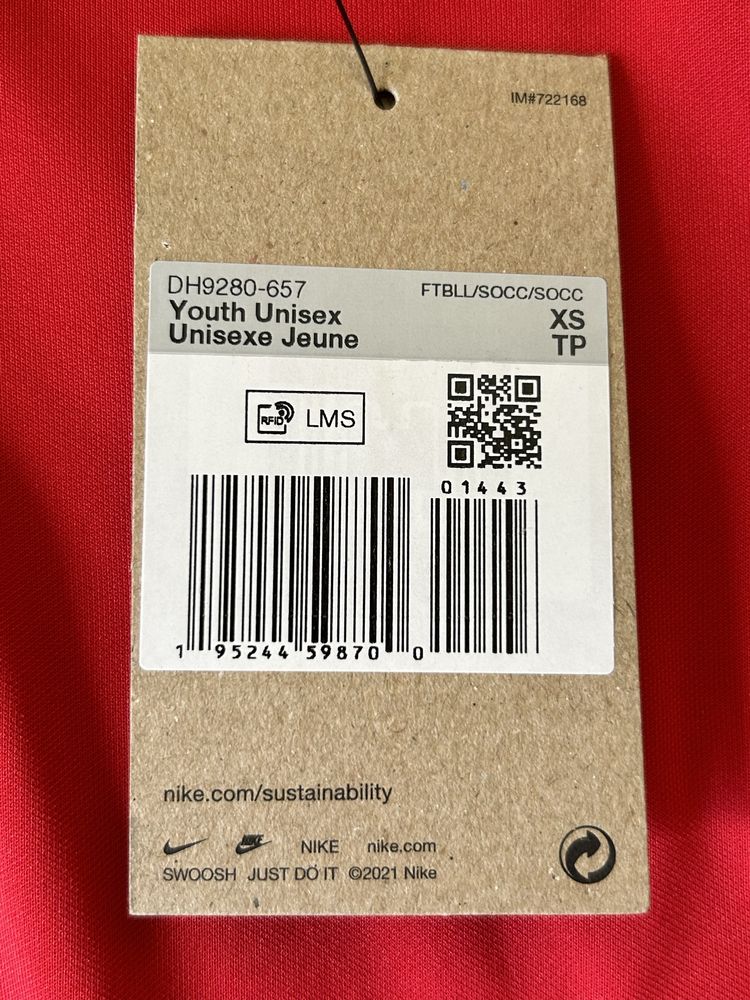 IM#722168
DH9280-657
FTBLL/SOCC/SOCC
Youth Unisex
XS
Unisexe Jeune
TP
RFID LMS
01443
1 95244 59870 0
nike.com/sustainability
NIKE NIKE nike.com
SWOOSH JUST DO IT ©2021 Nike